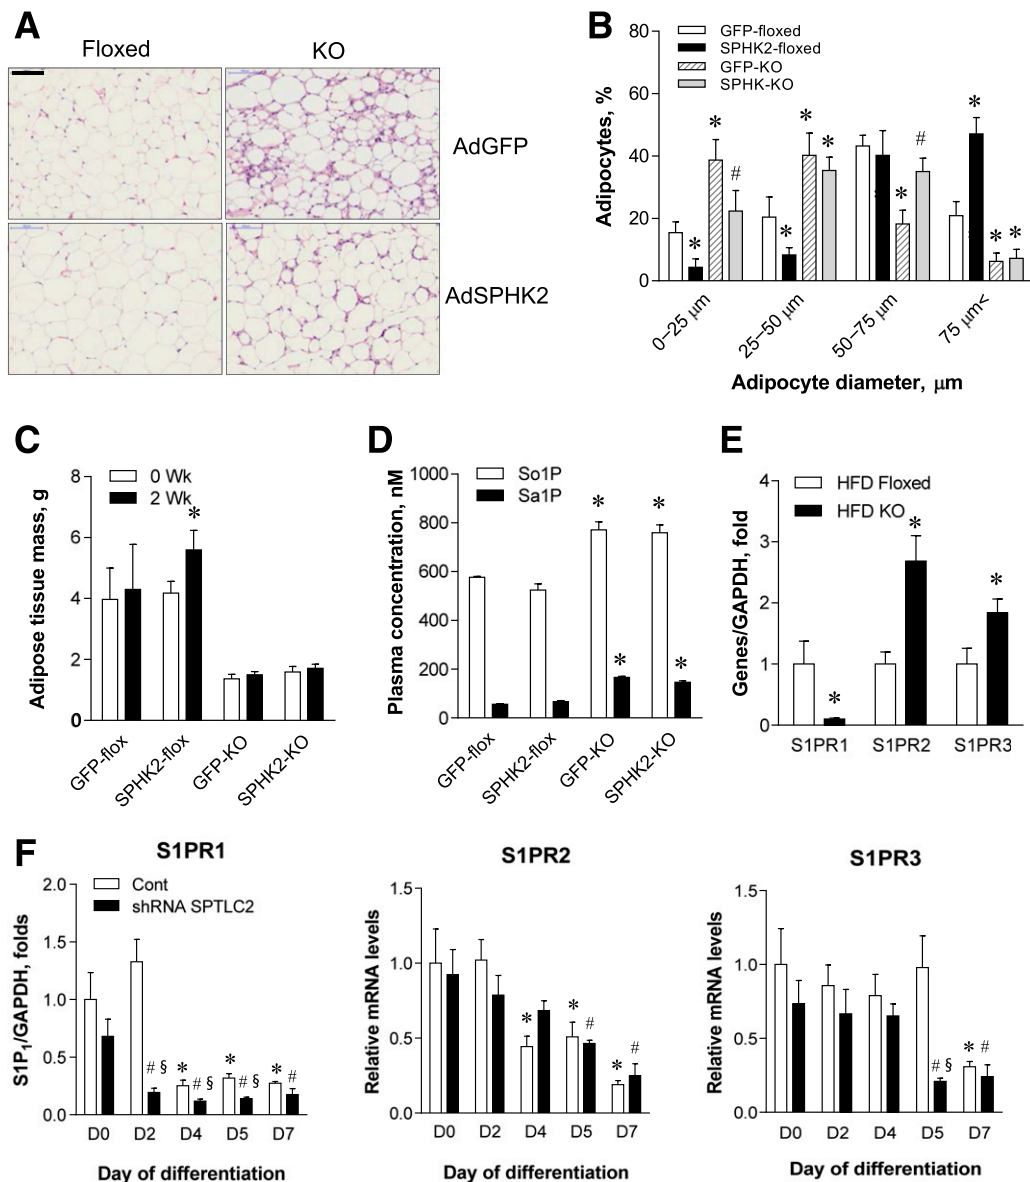 A
Floxed
KO
AdGFP
AdSPHK2
B
Adipocytes, %
80
60
40
20
0
GFP-floxed
SPHK2-floxed
GFP-KO
SPHK-KO
* * # * * * * # * * *
0–25 μm
25–50 μm
50–75 μm
75 μm<
Adipocyte diameter, μm
C
Adipose tissue mass, g
8
6
4
2
0
0 Wk
2 Wk
*
GFP-flox
SPHK2-flox
GFP-KO
SPHK2-KO
D
Plasma concentration, nM
1000
800
600
400
200
0
So1P
Sa1P
* * * *
GFP-flox
SPHK2-flox
GFP-KO
SPHK2-KO
E
Genes/GAPDH, fold
4
3
2
1
0
HFD Floxed
HFD KO
* * *
S1PR1 S1PR2 S1PR3
F
S1PR1
S1P1/GAPDH, folds
2.0
1.5
1.0
0.5
0.0
Cont
shRNA SPTLC2
# § * # § * # § * #
D0 D2 D4 D5 D7
Day of differentiation
S1PR2
Relative mRNA levels
1.5
1.0
0.5
0.0
* * # * #
D0 D2 D4 D5 D7
Day of differentiation
S1PR3
Relative mRNA levels
1.5
1.0
0.5
0.0
# § * #
D0 D2 D4 D5 D7
Day of differentiation